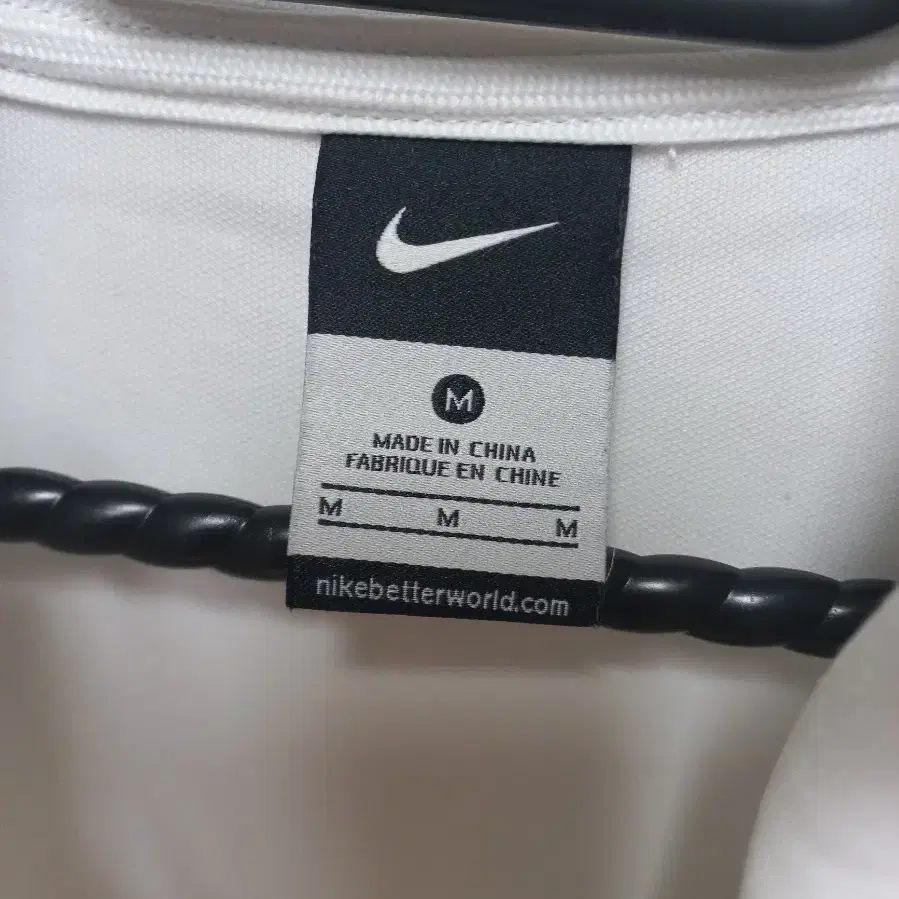 M
MADE IN CHINA
FABRIQUE EN CHINE
M M M
nikebetterworld.com